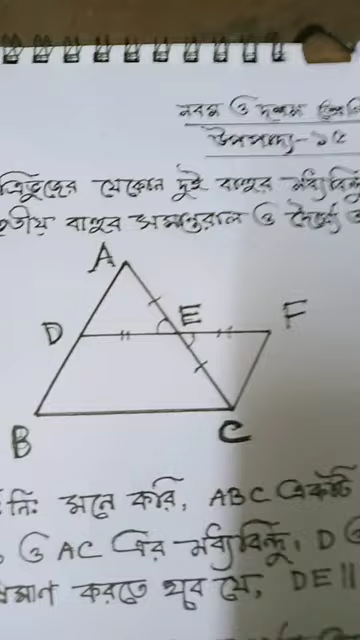 নবম ও দশম
উপপাদ্য-১৫
ত্রিভুজের যেকোন দুই বাহুর মধ্যবিন্দু
তৃতীয় বাহুর সমান্তরাল ও দৈর্ঘ্যে
A
E
F
D
B
C
মনে করি, ABC একটি
ও AC এর মধ্যবিন্দু, D
প্রমাণ করতে হবে যে, DE ||